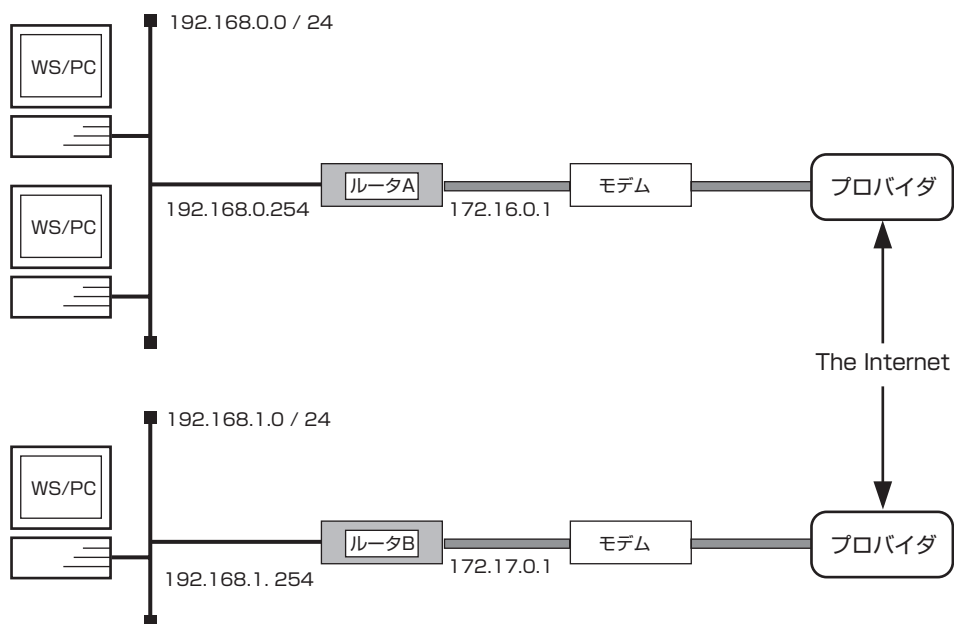 192.168.0.0 / 24
WS/PC
ルータA
モデム
プロバイダ
192.168.0.254
172.16.0.1
WS/PC
The Internet
192.168.1.0 / 24
WS/PC
ルータB
モデム
プロバイダ
192.168.1. 254
172.17.0.1